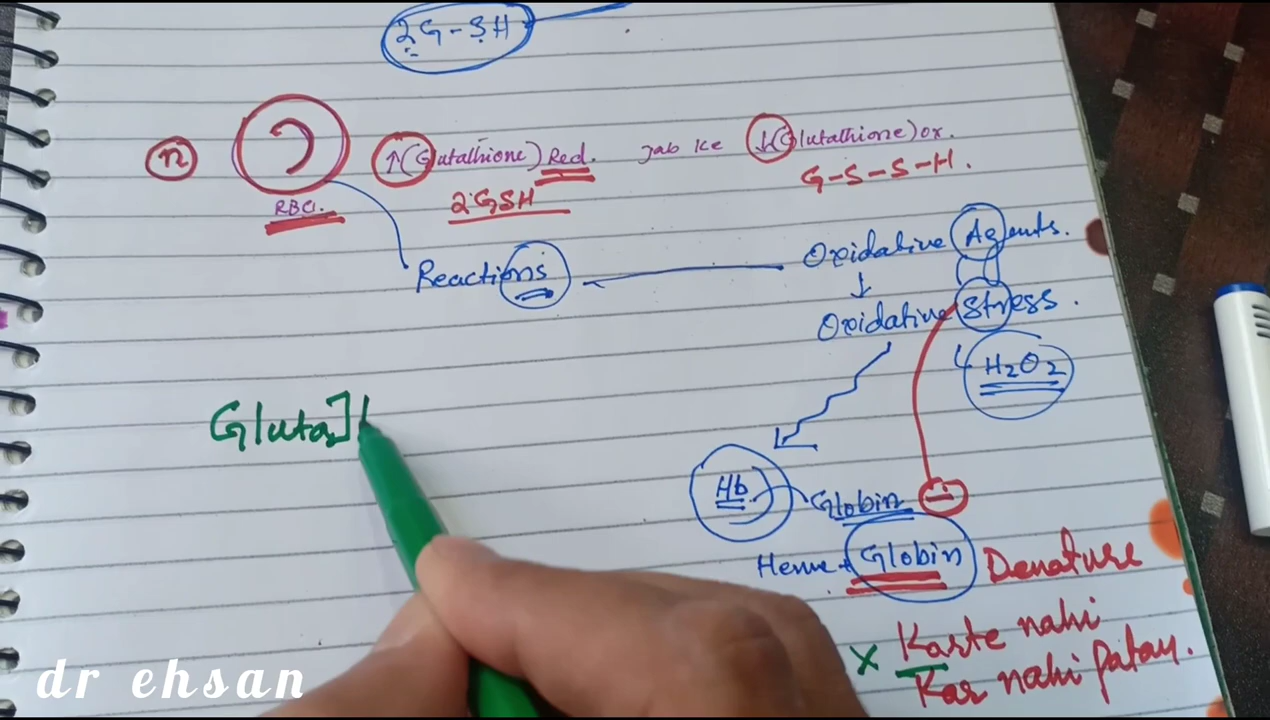 2G-SH
n ↑(Glutathione) Red. Jab ke ↓(Glutathione) ox.
RBC. 2GSH G-S-S-H.
Reactions Oxidative Agents.
↓
Oxidative Stress.
H2O2
Gluta
Hb Globin -
Heme + Globin Denature
x Karte nahi
Kar nahi patay.
dr ehsan